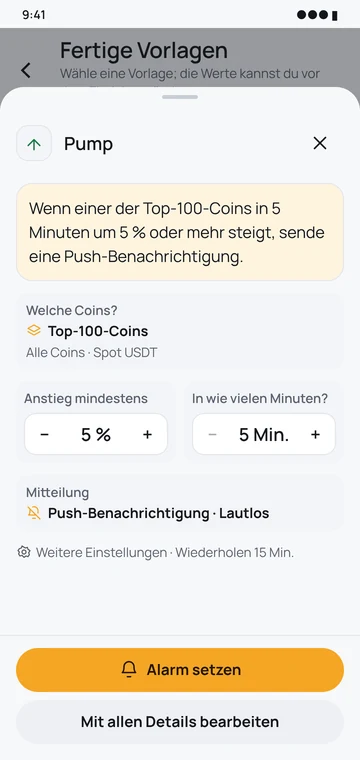 9:41
Fertige Vorlagen
Wähle eine Vorlage; die Werte kannst du vor
Pump
Wenn einer der Top-100-Coins in 5
Minuten um 5 % oder mehr steigt, sende
eine Push-Benachrichtigung.
Welche Coins?
Top-100-Coins
Alle Coins · Spot USDT
Anstieg mindestens
In wie vielen Minuten?
− 5 % +
− 5 Min. +
Mitteilung
Push-Benachrichtigung · Lautlos
Weitere Einstellungen · Wiederholen 15 Min.
Alarm setzen
Mit allen Details bearbeiten